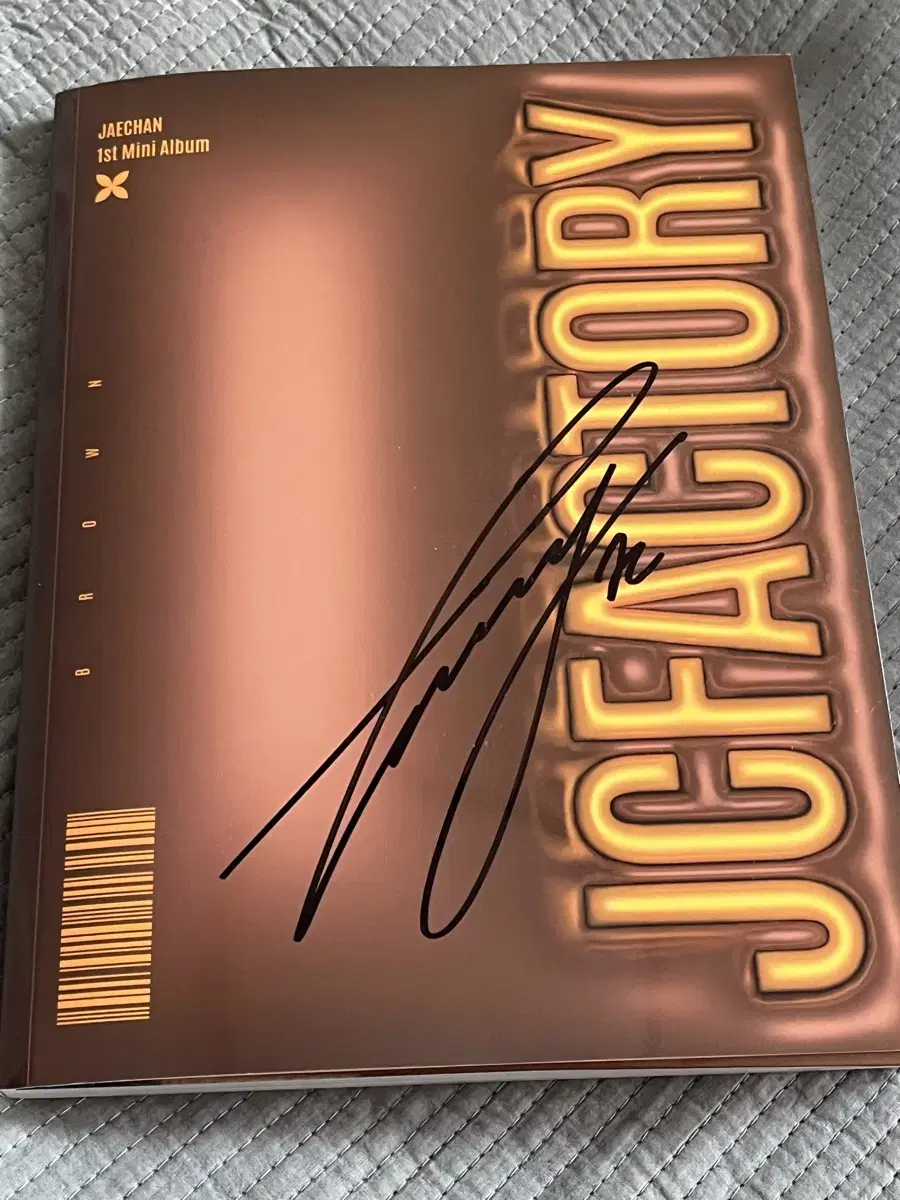 JAECHAN
1st Mini Album
BROWN
JCFACTORY